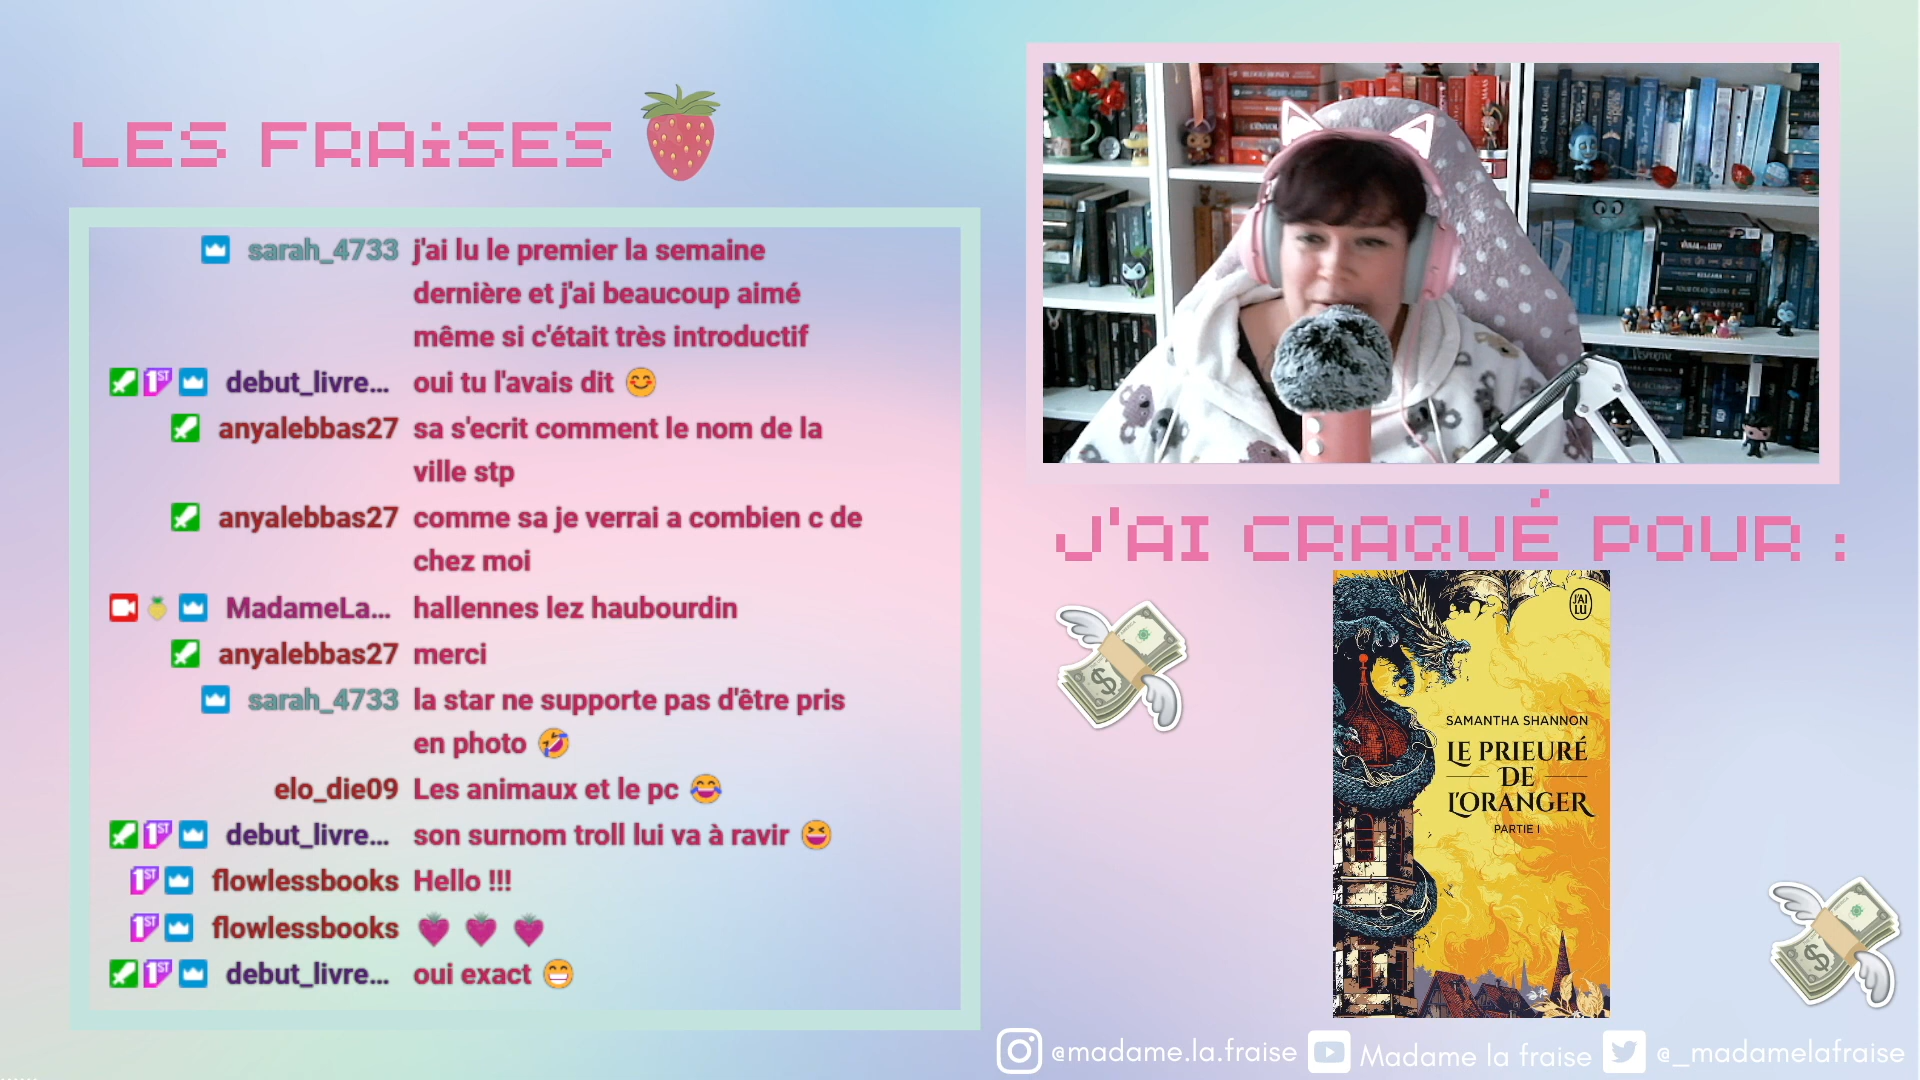 LES FRAiSES
sarah_4733 j'ai lu le premier la semaine
dernière et j'ai beaucoup aimé
même si c'était très introductif
debut_livre... oui tu l'avais dit 😊
anyalebbas27 sa s'ecrit comment le nom de la
ville stp
anyalebbas27 comme sa je verrai a combien c de
chez moi
MadameLa... hallennes lez haubourdin
anyalebbas27 merci
sarah_4733 la star ne supporte pas d'être pris
en photo 🤣
elo_die09 Les animaux et le pc 😂
debut_livre... son surnom troll lui va à ravir 😆
flowlessbooks Hello !!!
flowlessbooks
debut_livre... oui exact 😁
J'AI CRAQUÉ POUR :
J'AI
LU
SAMANTHA SHANNON
LE PRIEURÉ
DE
L'ORANGER
PARTIE I
@madame.la.fraise Madame la fraise @_madamelafraise